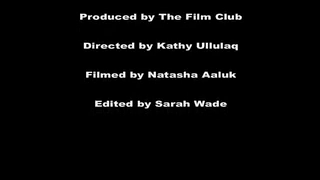 Produced by The Film Club
Directed by Kathy Ullulaq
Filmed by Natasha Aaluk
Edited by Sarah Wade